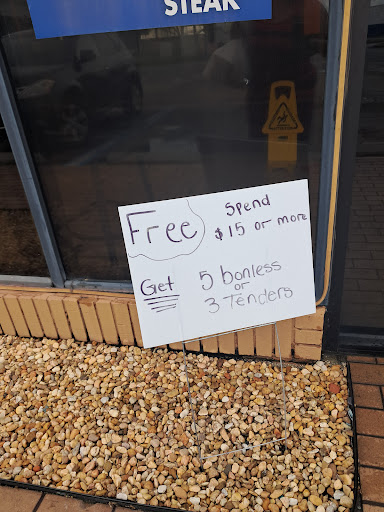 STEAK
Free
Spend
$15 or more
Get
5 bonless
or
3 Tenders